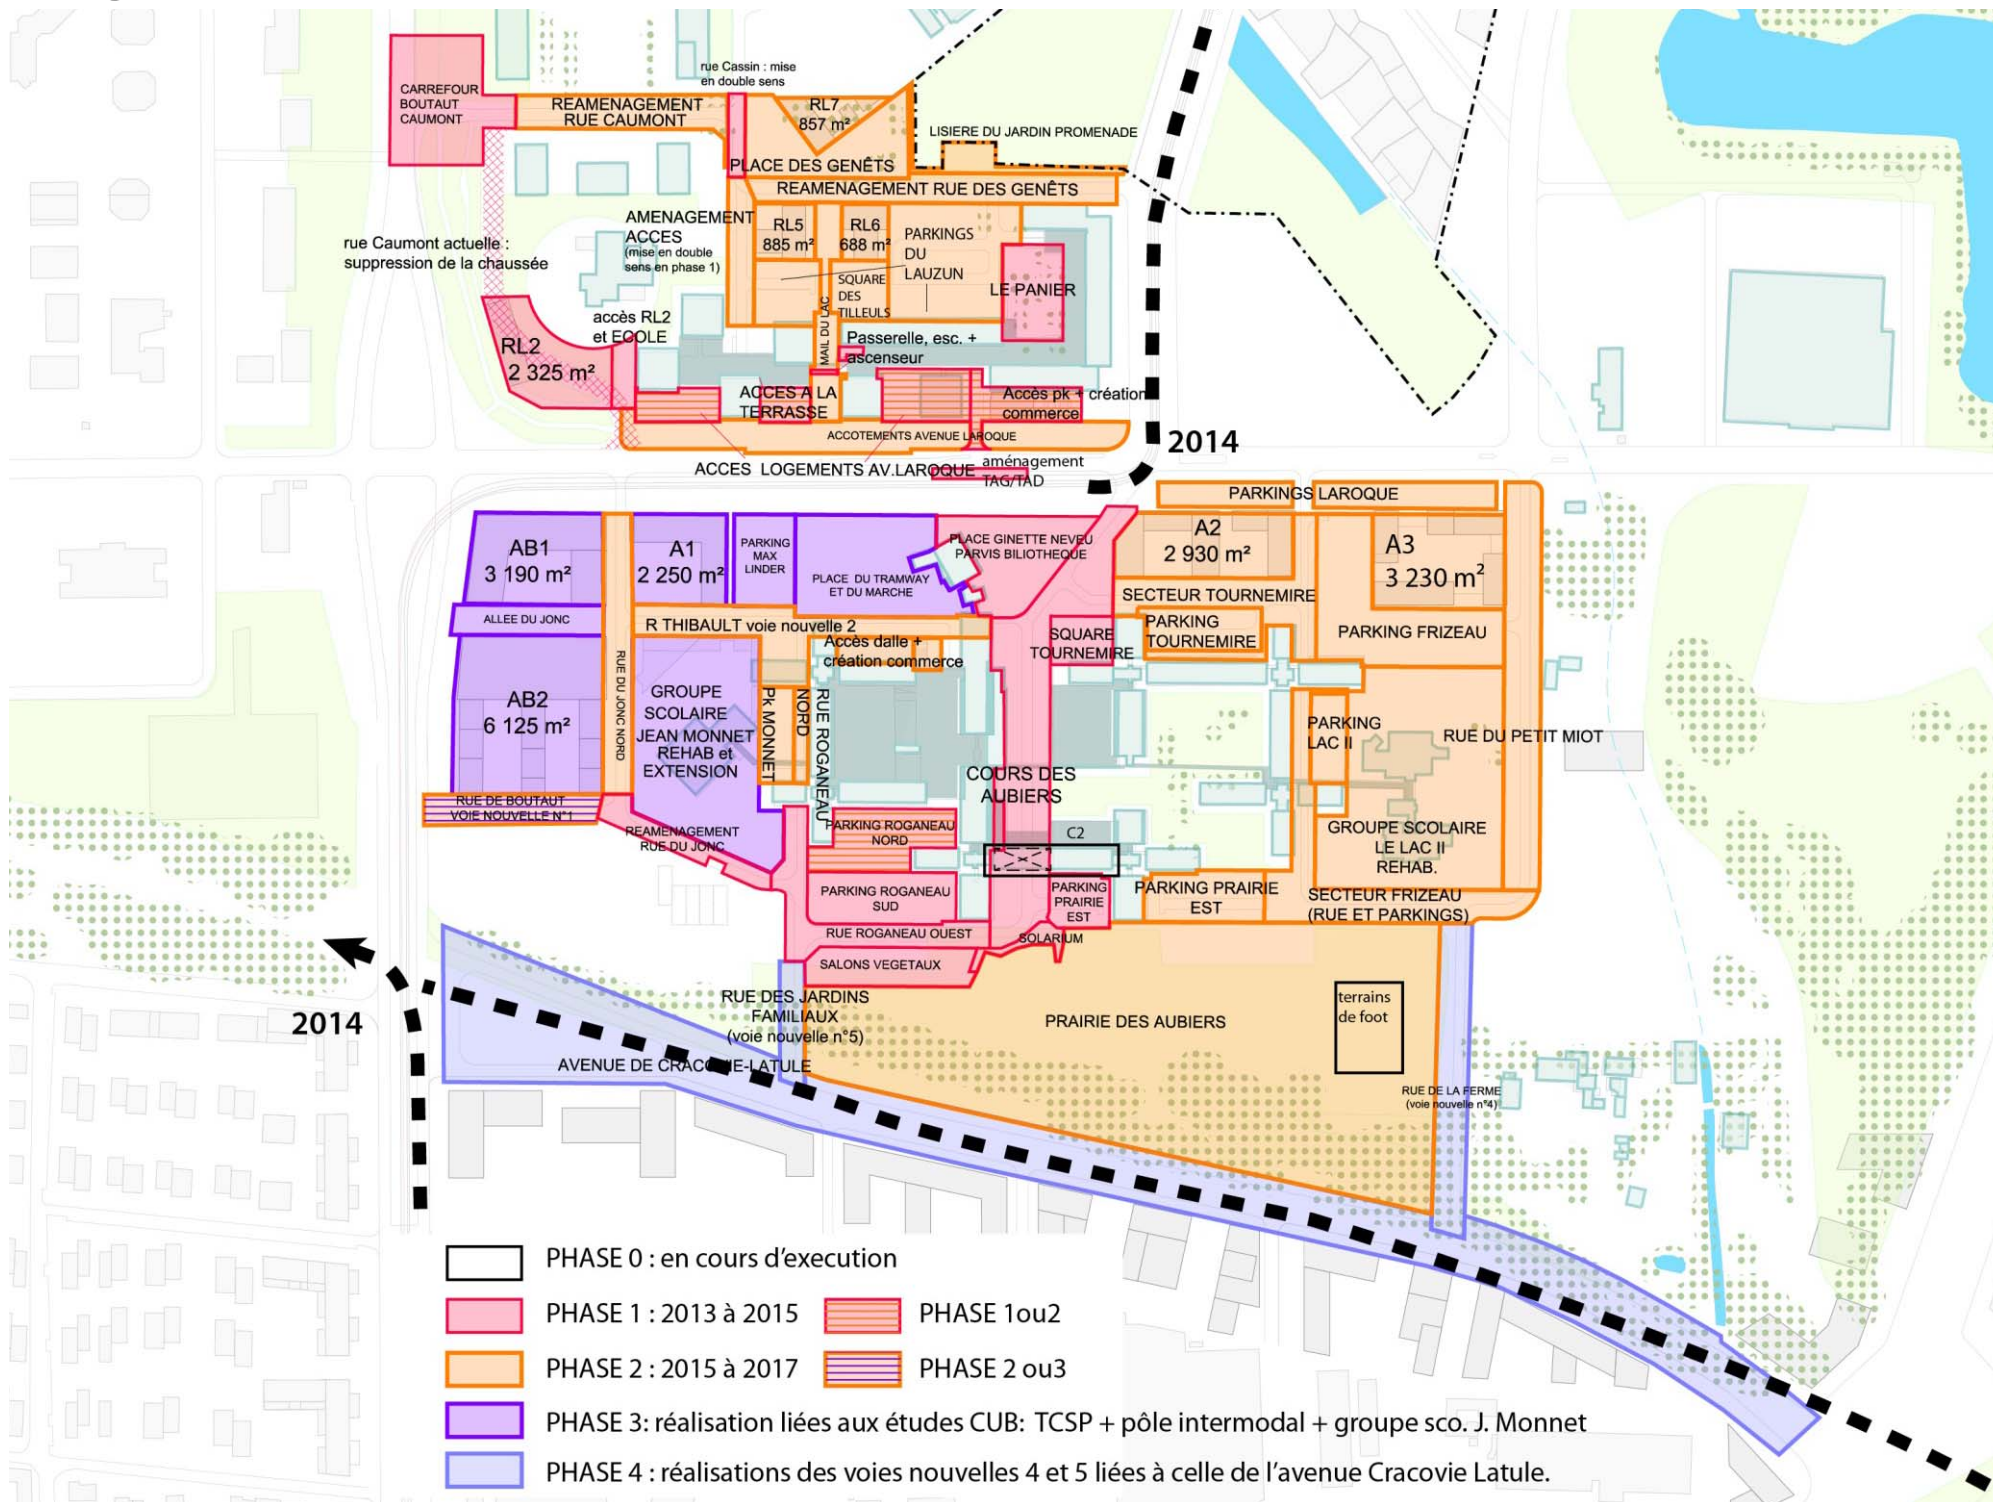 rue Cassin : mise
en double sens
CARREFOUR
BOUTAUT
CAUMONT
REAMENAGEMENT
RUE CAUMONT
RL7
857 m²
LISIERE DU JARDIN PROMENADE
PLACE DES GENÊTS
REAMENAGEMENT RUE DES GENÊTS
AMENAGEMENT
ACCES
(mise en double
sens en phase 1)
RL5
885 m²
RL6
688 m²
PARKINGS
DU
LAUZUN
rue Caumont actuelle :
suppression de la chaussée
SQUARE
DES
TILLEULS
LE PANIER
MAIL DU LAC
accès RL2
et ECOLE
Passerelle, esc. +
ascenseur
RL2
2 325 m²
ACCES A LA
TERRASSE
Accès pk + création
commerce
ACCOTEMENTS AVENUE LAROQUE
2014
ACCES LOGEMENTS AV.LAROQUE
aménagement
TAG/TAD
PARKINGS LAROQUE
AB1
3 190 m²
A1
2 250 m²
PARKING
MAX
LINDER
PLACE DU TRAMWAY
ET DU MARCHE
PLACE GINETTE NEVEU
PARVIS BILIOTHEQUE
A2
2 930 m²
A3
3 230 m²
SECTEUR TOURNEMIRE
ALLEE DU JONC
R THIBAULT voie nouvelle 2
Accès dalle +
création commerce
SQUARE
TOURNEMIRE
PARKING
TOURNEMIRE
PARKING FRIZEAU
AB2
6 125 m²
RUE DU JONC NORD
GROUPE
SCOLAIRE
JEAN MONNET
REHAB et
EXTENSION
Pk MONNET
NORD
RUE ROGANEAU
COURS DES
AUBIERS
PARKING
LAC II
RUE DU PETIT MIOT
RUE DE BOUTAUT
VOIE NOUVELLE N°1
REAMENAGEMENT
RUE DU JONC
PARKING ROGANEAU
NORD
C2
GROUPE SCOLAIRE
LE LAC II
REHAB.
PARKING ROGANEAU
SUD
PARKING
PRAIRIE
EST
PARKING PRAIRIE
EST
SECTEUR FRIZEAU
(RUE ET PARKINGS)
RUE ROGANEAU OUEST
SOLARIUM
SALONS VEGETAUX
2014
RUE DES JARDINS
FAMILIAUX
(voie nouvelle n°5)
PRAIRIE DES AUBIERS
terrains
de foot
AVENUE DE CRACOVIE-LATULE
RUE DE LA FERME
(voie nouvelle n°4)
PHASE 0 : en cours d'execution
PHASE 1 : 2013 à 2015
PHASE 1ou2
PHASE 2 : 2015 à 2017
PHASE 2 ou3
PHASE 3: réalisation liées aux études CUB: TCSP + pôle intermodal + groupe sco. J. Monnet
PHASE 4 : réalisations des voies nouvelles 4 et 5 liées à celle de l'avenue Cracovie Latule.